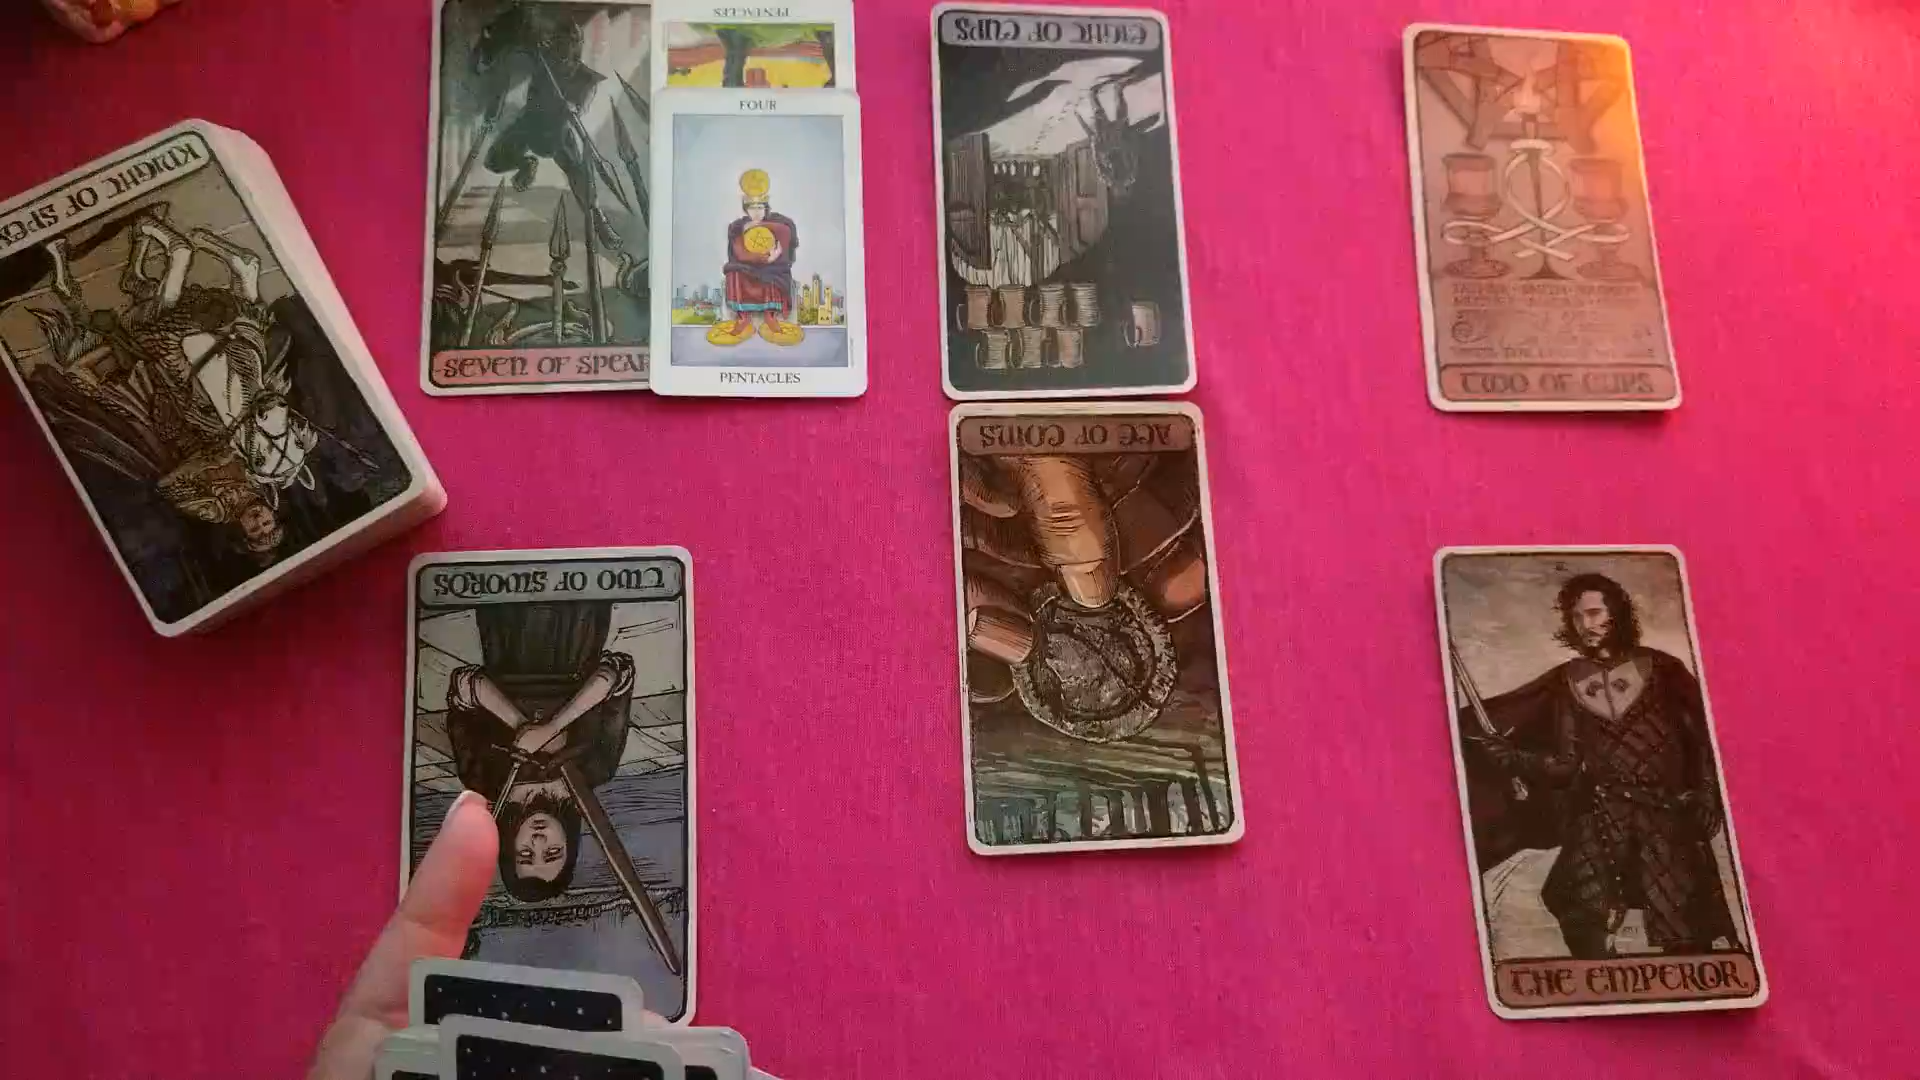 PENTACLES
EIGHT OF CUPS
FOUR
KNIGHT OF SPE
SEVEN OF SPEAR
PENTACLES
TWO OF CUPS
ACE OF COINS
TWO OF SWORDS
THE EMPEROR